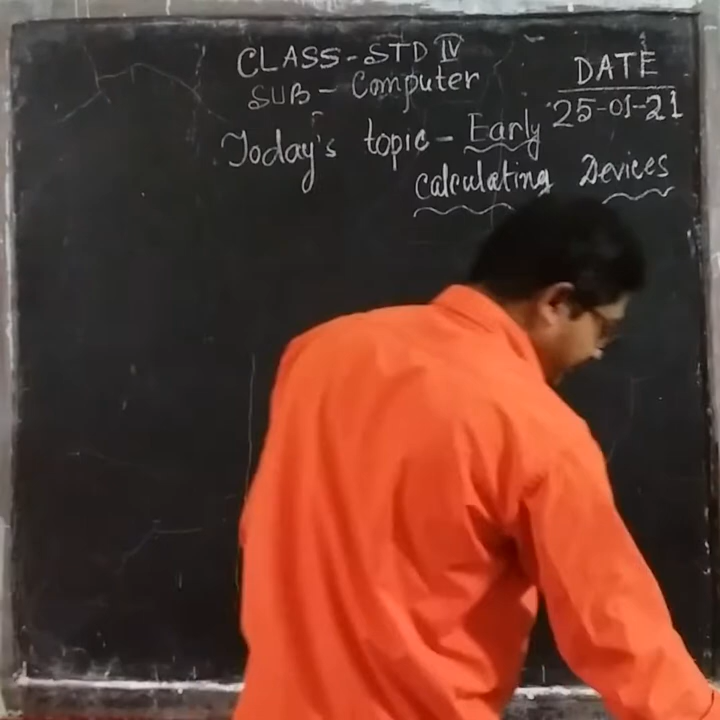 CLASS-STD IV
SUB- Computer
DATE
25-01-21
Today's topic - Early
calculating Devices